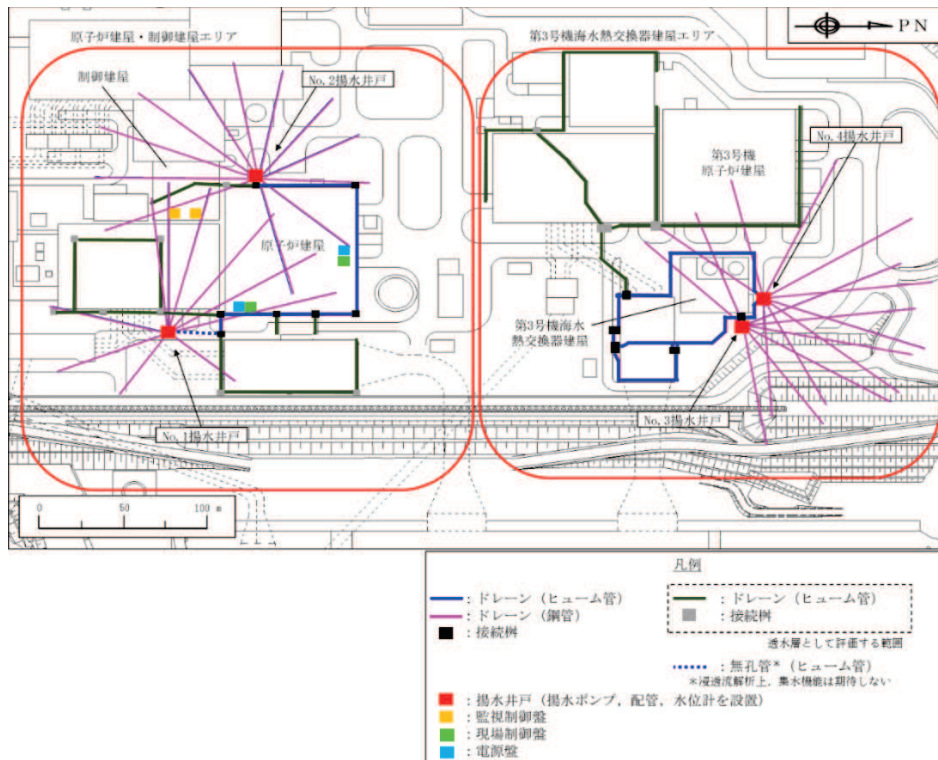 原子炉建屋・制御建屋エリア
第3号機海水熱交換器建屋エリア
PN
制御建屋
No.2揚水井戸
No.4揚水井戸
第3号機
原子炉建屋
原子炉建屋
第3号機海水
熱交換器建屋
No.1揚水井戸
No.3揚水井戸
0 50 100 m
凡例
：ドレーン（ヒューム管）
：ドレーン（鋼管）
：接続桝
：ドレーン（ヒューム管）
：接続桝
透水層として評価する範囲
：無孔管*（ヒューム管）
*浸透流解析上，集水機能は期待しない
：揚水井戸（揚水ポンプ，配管，水位計を設置）
：監視制御盤
：現場制御盤
：電源盤